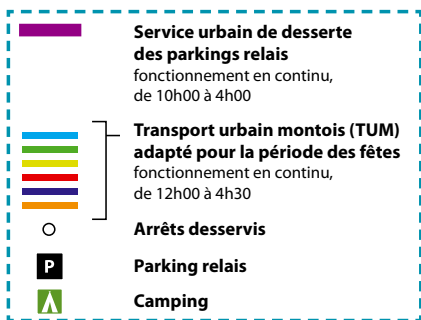 Service urbain de desserte
des parkings relais
fonctionnement en continu,
de 10h00 à 4h00
Transport urbain montois (TUM)
adapté pour la période des fêtes
fonctionnement en continu,
de 12h00 à 4h30
Arrêts desservis
P Parking relais
Camping